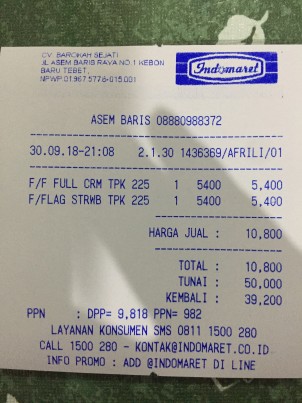 CV. BAROKAH SEJATI
JL ASEM BARIS RAYA NO.1 KEBON
BARU TEBET,
NPWP.01.967.5776-015.001
Indomaret
ASEM BARIS 08880988372
30.09.18-21:08 2.1.30 1436369/AFRILI/01
F/F FULL CRM TPK 225 1 5400 5,400
F/FLAG STRWB TPK 225 1 5400 5,400
HARGA JUAL : 10,800
TOTAL : 10,800
TUNAI : 50,000
KEMBALI : 39,200
PPN : DPP= 9,818 PPN= 982
LAYANAN KONSUMEN SMS 0811 1500 280
CALL 1500 280 - KONTAK@INDOMARET.CO.ID
INFO PROMO : ADD @INDOMARET DI LINE